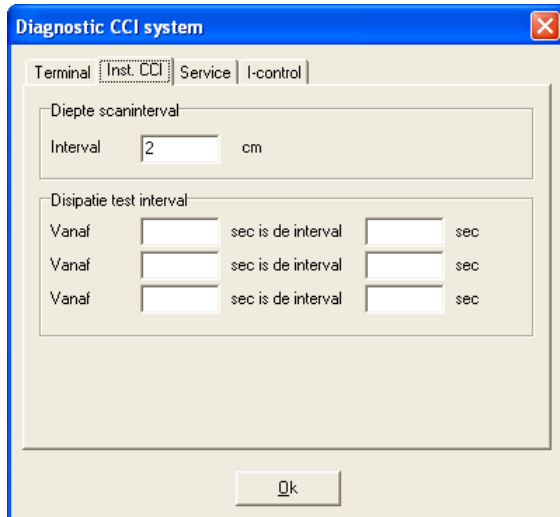 Diagnostic CCI system
Terminal Inst. CCI Service I-control
Diepte scaninterval
Interval 2 cm
Disipatie test interval
Vanaf sec is de interval sec
Vanaf sec is de interval sec
Vanaf sec is de interval sec
Ok